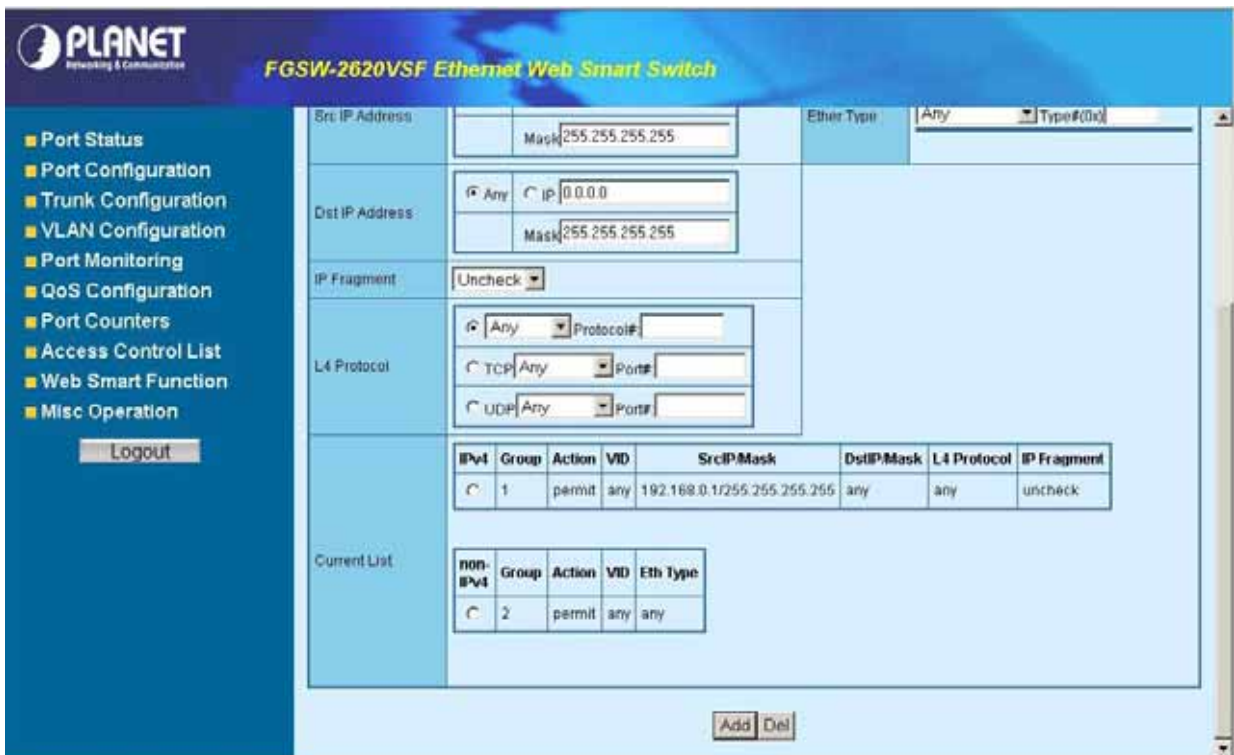 PLANET
Networking & Communication
FGSW-2620VSF Ethernet Web Smart Switch
Port Status
Port Configuration
Trunk Configuration
VLAN Configuration
Port Monitoring
QoS Configuration
Port Counters
Access Control List
Web Smart Function
Misc Operation
Logout
Src IP Address
Mask 255.255.255.255
Ether Type
Any Type#(0x)
Dst IP Address
Any IP 0.0.0.0
Mask 255.255.255.255
IP Fragment
Uncheck
L4 Protocol
Any Protocol#:
TCP Any Port#:
UDP Any Port#:
Current List
IPv4 Group Action VID SrcIP/Mask DstIP/Mask L4 Protocol IP Fragment
1 permit any 192.168.0.1/255.255.255.255 any any uncheck
non-IPv4 Group Action VID Eth Type
2 permit any any
Add Del